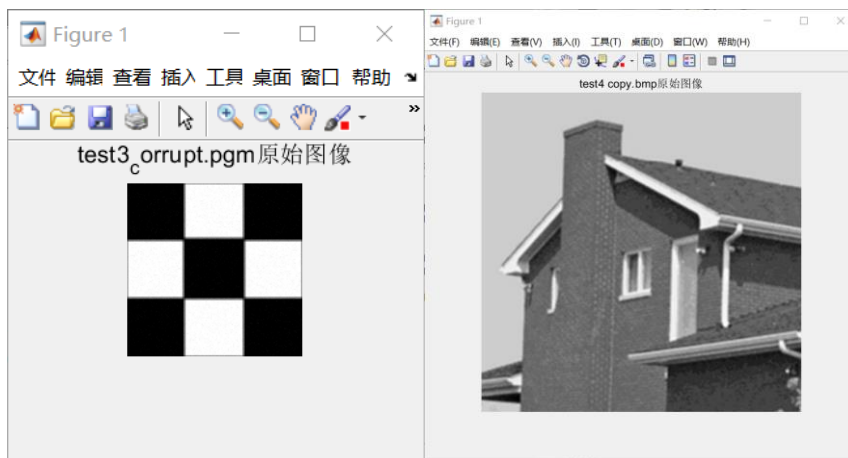 Figure 1
文件 编辑 查看 插入 工具 桌面 窗口 帮助
test3_corrupt.pgm原始图像
Figure 1
文件(F) 编辑(E) 查看(V) 插入(I) 工具(T) 桌面(D) 窗口(W) 帮助(H)
test4 copy.bmp原始图像